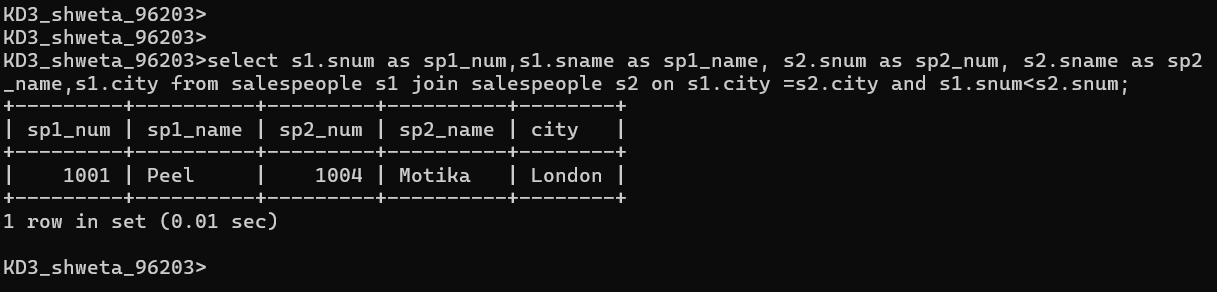 KD3_shweta_96203>
KD3_shweta_96203>
KD3_shweta_96203>select s1.snum as sp1_num,s1.sname as sp1_name, s2.snum as sp2_num, s2.sname as sp2
_name,s1.city from salespeople s1 join salespeople s2 on s1.city =s2.city and s1.snum<s2.snum;
+---------+----------+---------+----------+--------+
| sp1_num | sp1_name | sp2_num | sp2_name | city   |
+---------+----------+---------+----------+--------+
|    1001 | Peel     |    1004 | Motika   | London |
+---------+----------+---------+----------+--------+
1 row in set (0.01 sec)
KD3_shweta_96203>